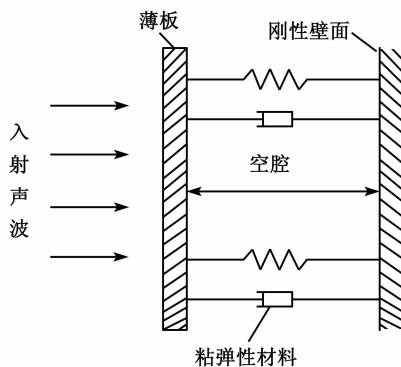 薄板
刚性壁面
入射声波
空腔
粘弹性材料